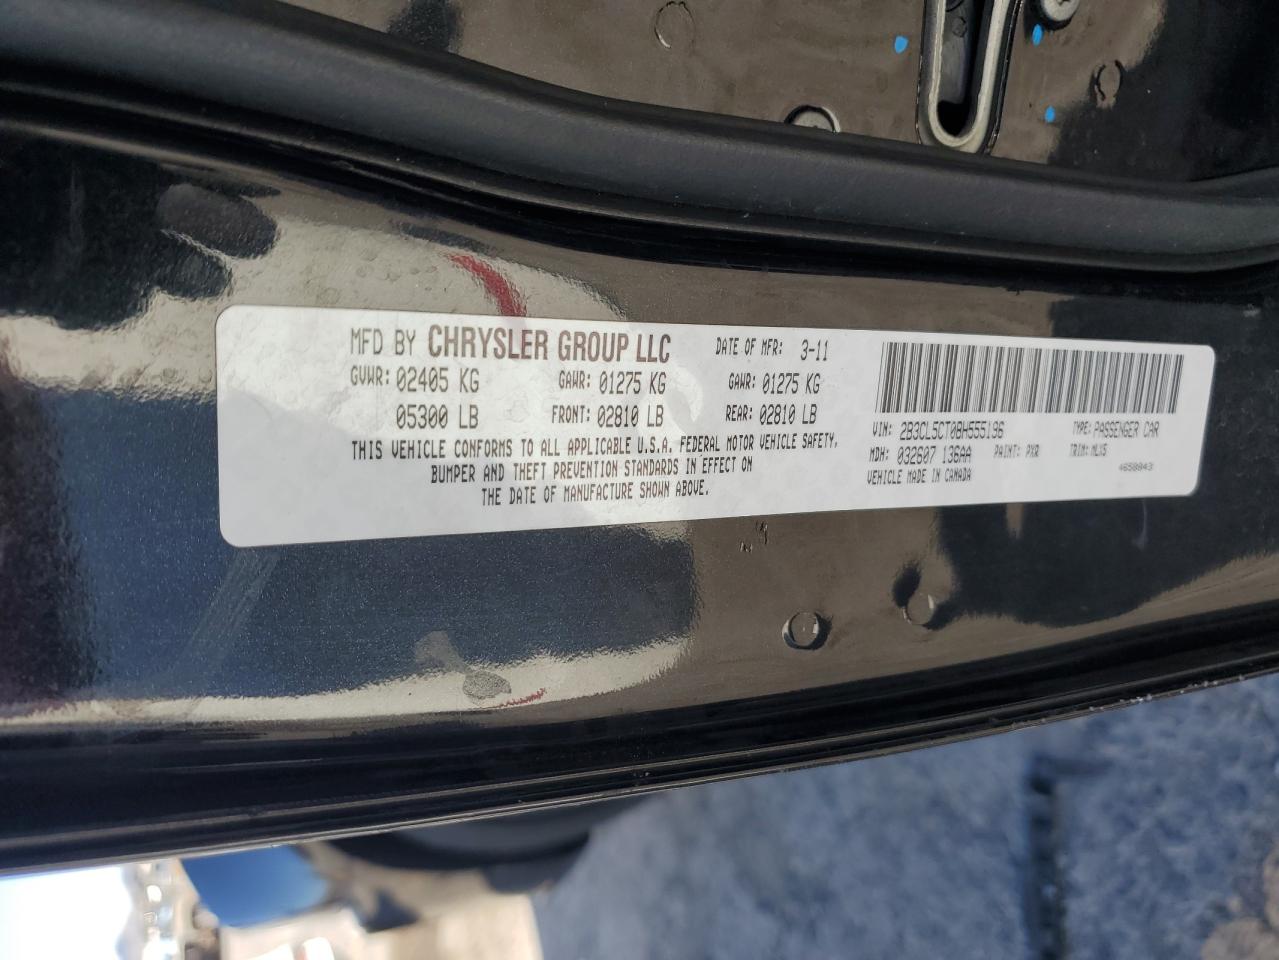 MFD BY CHRYSLER GROUP LLC DATE OF MFR: 3-11
GVWR: 02405 KG GAWR: 01275 KG GAWR: 01275 KG
05300 LB FRONT: 02810 LB REAR: 02810 LB
THIS VEHICLE CONFORMS TO ALL APPLICABLE U.S.A. FEDERAL MOTOR VEHICLE SAFETY,
BUMPER AND THEFT PREVENTION STANDARDS IN EFFECT ON
THE DATE OF MANUFACTURE SHOWN ABOVE.
VIN: 2B3CL5CT0BH555196 TYPE: PASSENGER CAR
MDH: 032607 136AA PAINT: PXR TRIM: MLX5
VEHICLE MADE IN CANADA 4658843